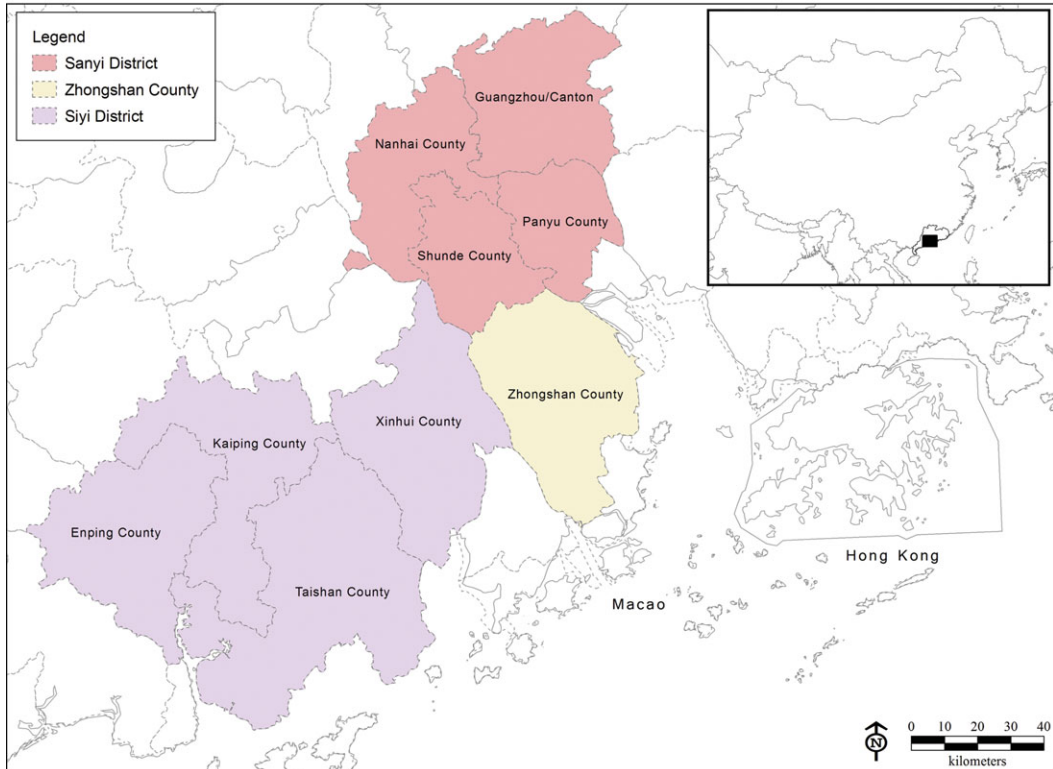 Legend
Sanyi District
Zhongshan County
Siyi District
Guangzhou/Canton
Nanhai County
Panyu County
Shunde County
Zhongshan County
Xinhui County
Kaiping County
Enping County
Taishan County
Hong Kong
Macao
N
0 10 20 30 40
kilometers